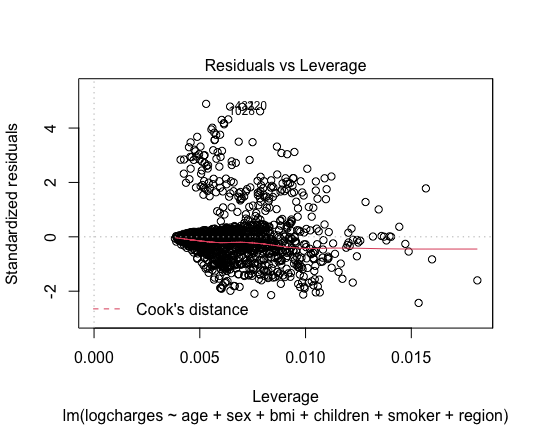 Residuals vs Leverage
Standardized residuals
4
2
0
-2
Cook's distance
0.000 0.005 0.010 0.015
Leverage
lm(logcharges ~ age + sex + bmi + children + smoker + region)